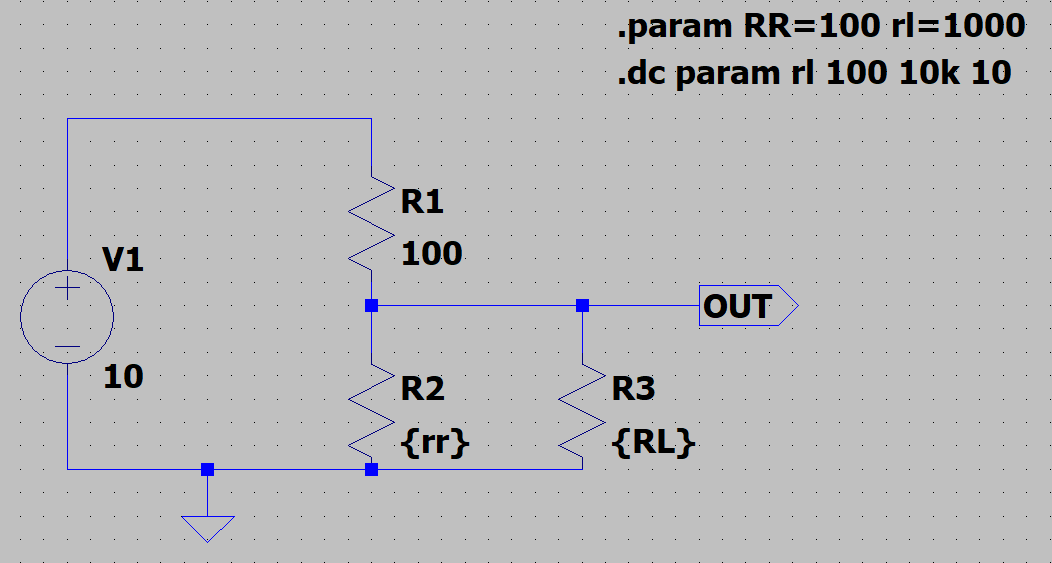 .param RR=100 rl=1000
.dc param rl 100 10k 10
R1
100
V1
10
OUT
R2
{rr}
R3
{RL}